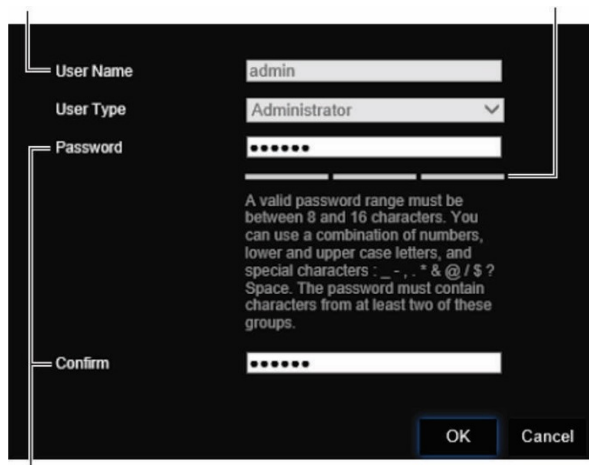 User Name admin
User Type Administrator
Password ••••••
A valid password range must be
between 8 and 16 characters. You
can use a combination of numbers,
lower and upper case letters, and
special characters : _ - , . * & @ / $ ?
Space. The password must contain
characters from at least two of these
groups.
Confirm ••••••
OK Cancel